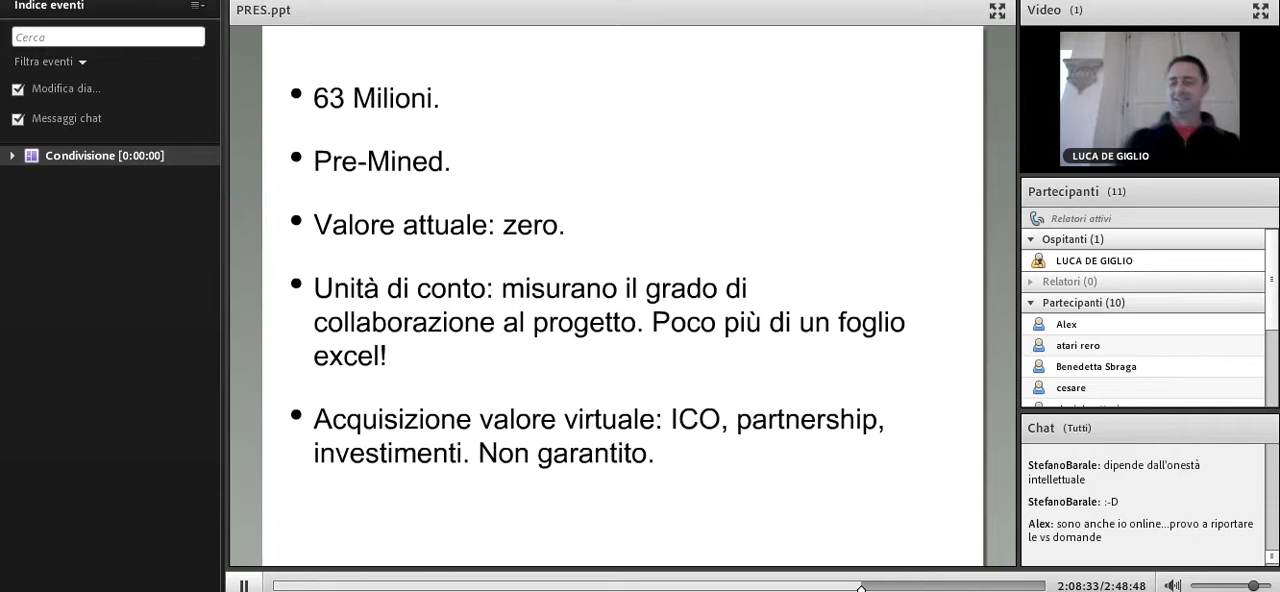 Indice eventi
Cerca
Filtra eventi
Modifica dia...
Messaggi chat
Condivisione [0:00:00]
PRES.ppt
• 63 Milioni.
• Pre-Mined.
• Valore attuale: zero.
• Unità di conto: misurano il grado di
collaborazione al progetto. Poco più di un foglio
excel!
• Acquisizione valore virtuale: ICO, partnership,
investimenti. Non garantito.
2:08:33/2:48:48
Video (1)
LUCA DE GIGLIO
Partecipanti (11)
Relatori attivi
Ospitanti (1)
LUCA DE GIGLIO
Relatori (0)
Partecipanti (10)
Alex
atari rero
Benedetta Sbraga
cesare
Chat (Tutti)
StefanoBarale: dipende dall'onestà
intellettuale
StefanoBarale: :-D
Alex: sono anche io online...provo a riportare
le vs domande